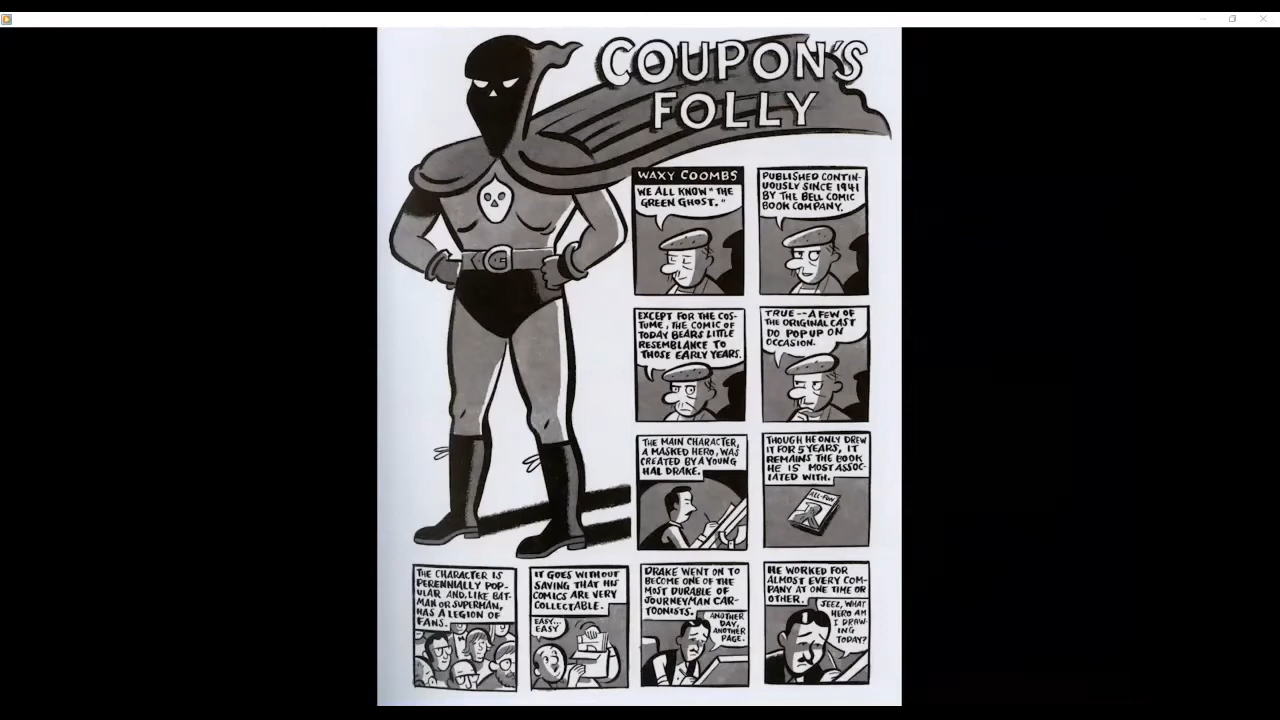 COUPON'S
FOLLY
WAXY COOMBS
WE ALL KNOW "THE
GREEN GHOST."
PUBLISHED CONTIN-
UOUSLY SINCE 1941
BY THE BELL COMIC
BOOK COMPANY.
EXCEPT FOR THE COS-
TUME, THE COMIC OF
TODAY BEARS LITTLE
RESEMBLANCE TO
THOSE EARLY YEARS.
TRUE -- A FEW OF
THE ORIGINAL CAST
DO POP UP ON
OCCASION.
THE MAIN CHARACTER,
A MASKED HERO, WAS
CREATED BY A YOUNG
HAL DRAKE.
THOUGH HE ONLY DREW
IT FOR 5 YEARS, IT
REMAINS THE BOOK
HE IS MOST ASSOC-
IATED WITH.
ALL-FUN
THE CHARACTER IS
PERENNIALLY POP-
ULAR AND, LIKE BAT-
MAN OR SUPERMAN,
HAS A LEGION OF
FANS.
IT GOES WITHOUT
SAYING THAT HIS
COMICS ARE VERY
COLLECTABLE.
EASY...
EASY
DRAKE WENT ON TO
BECOME ONE OF THE
MOST DURABLE OF
JOURNEYMAN CAR-
TOONISTS.
ANOTHER
DAY,
ANOTHER
PAGE.
HE WORKED FOR
ALMOST EVERY COM-
PANY AT ONE TIME OR
OTHER.
JEEZ, WHAT
HERO AM
I DRAW-
ING
TODAY?